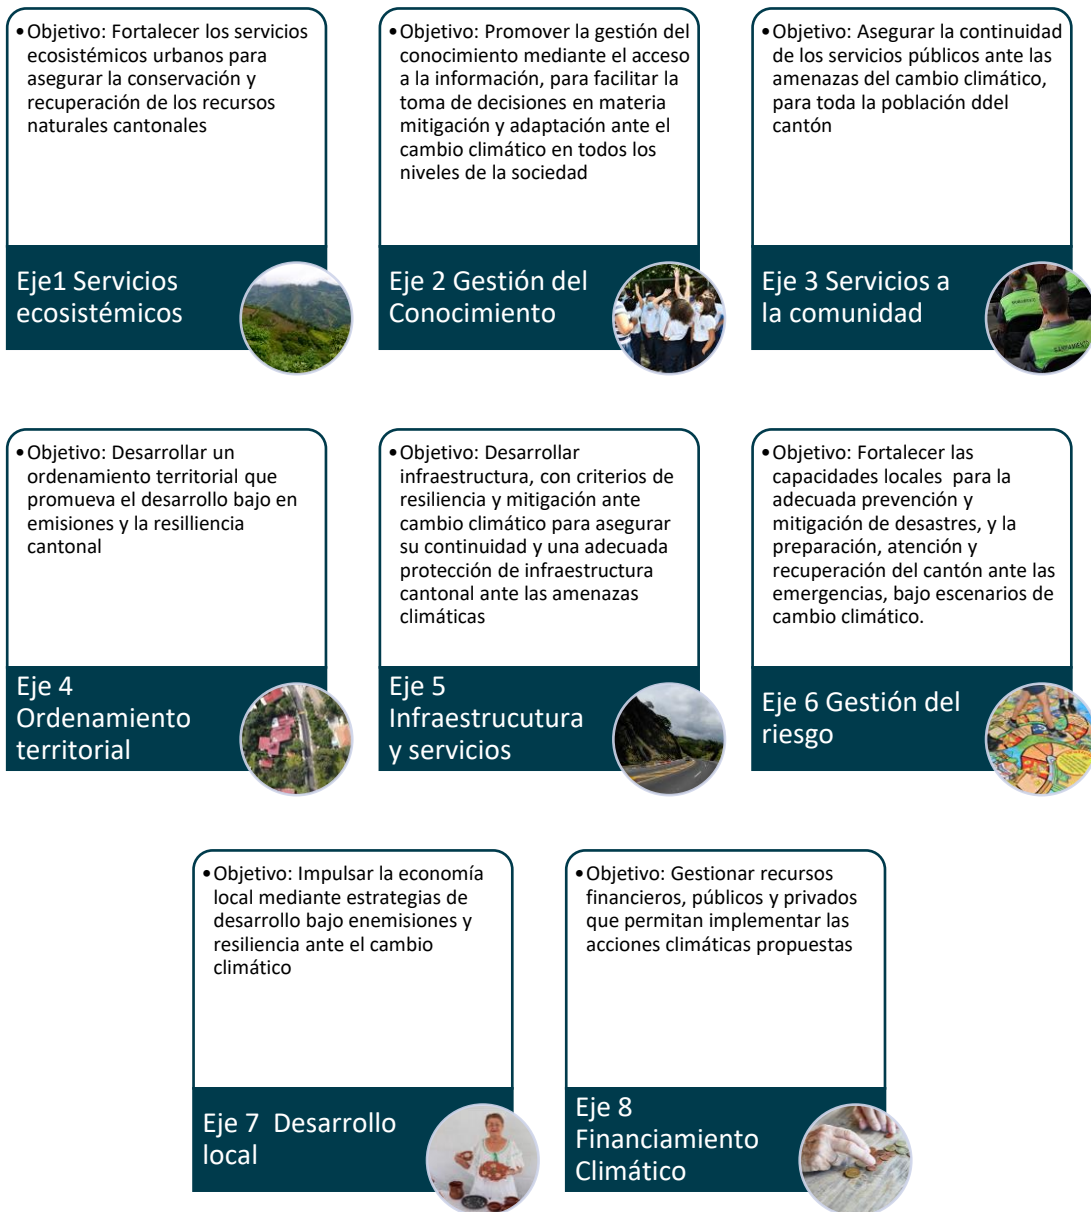 •Objetivo: Fortalecer los servicios
ecosistémicos urbanos para
asegurar la conservación y
recuperación de los recursos
naturales cantonales
Eje1 Servicios
ecosistémicos
•Objetivo: Promover la gestión del
conocimiento mediante el acceso
a la información, para facilitar la
toma de decisiones en materia
mitigación y adaptación ante el
cambio climático en todos los
niveles de la sociedad
Eje 2 Gestión del
Conocimiento
•Objetivo: Asegurar la continuidad
de los servicios públicos ante las
amenazas del cambio climático,
para toda la población ddel
cantón
Eje 3 Servicios a
la comunidad
•Objetivo: Desarrollar un
ordenamiento territorial que
promueva el desarrollo bajo en
emisiones y la resilliencia
cantonal
Eje 4
Ordenamiento
territorial
•Objetivo: Desarrollar
infraestructura, con criterios de
resiliencia y mitigación ante
cambio climático para asegurar
su continuidad y una adecuada
protección de infraestructura
cantonal ante las amenazas
climáticas
Eje 5
Infraestrucutura
y servicios
•Objetivo: Fortalecer las
capacidades locales  para la
adecuada prevención y
mitigación de desastres, y la
preparación, atención y
recuperación del cantón ante las
emergencias, bajo escenarios de
cambio climático.
Eje 6 Gestión del
riesgo
•Objetivo: Impulsar la economía
local mediante estrategias de
desarrollo bajo enemisiones y
resiliencia ante el cambio
climático
Eje 7  Desarrollo
local
•Objetivo: Gestionar recursos
financieros, públicos y privados
que permitan implementar las
acciones climáticas propuestas
Eje 8
Financiamiento
Climático